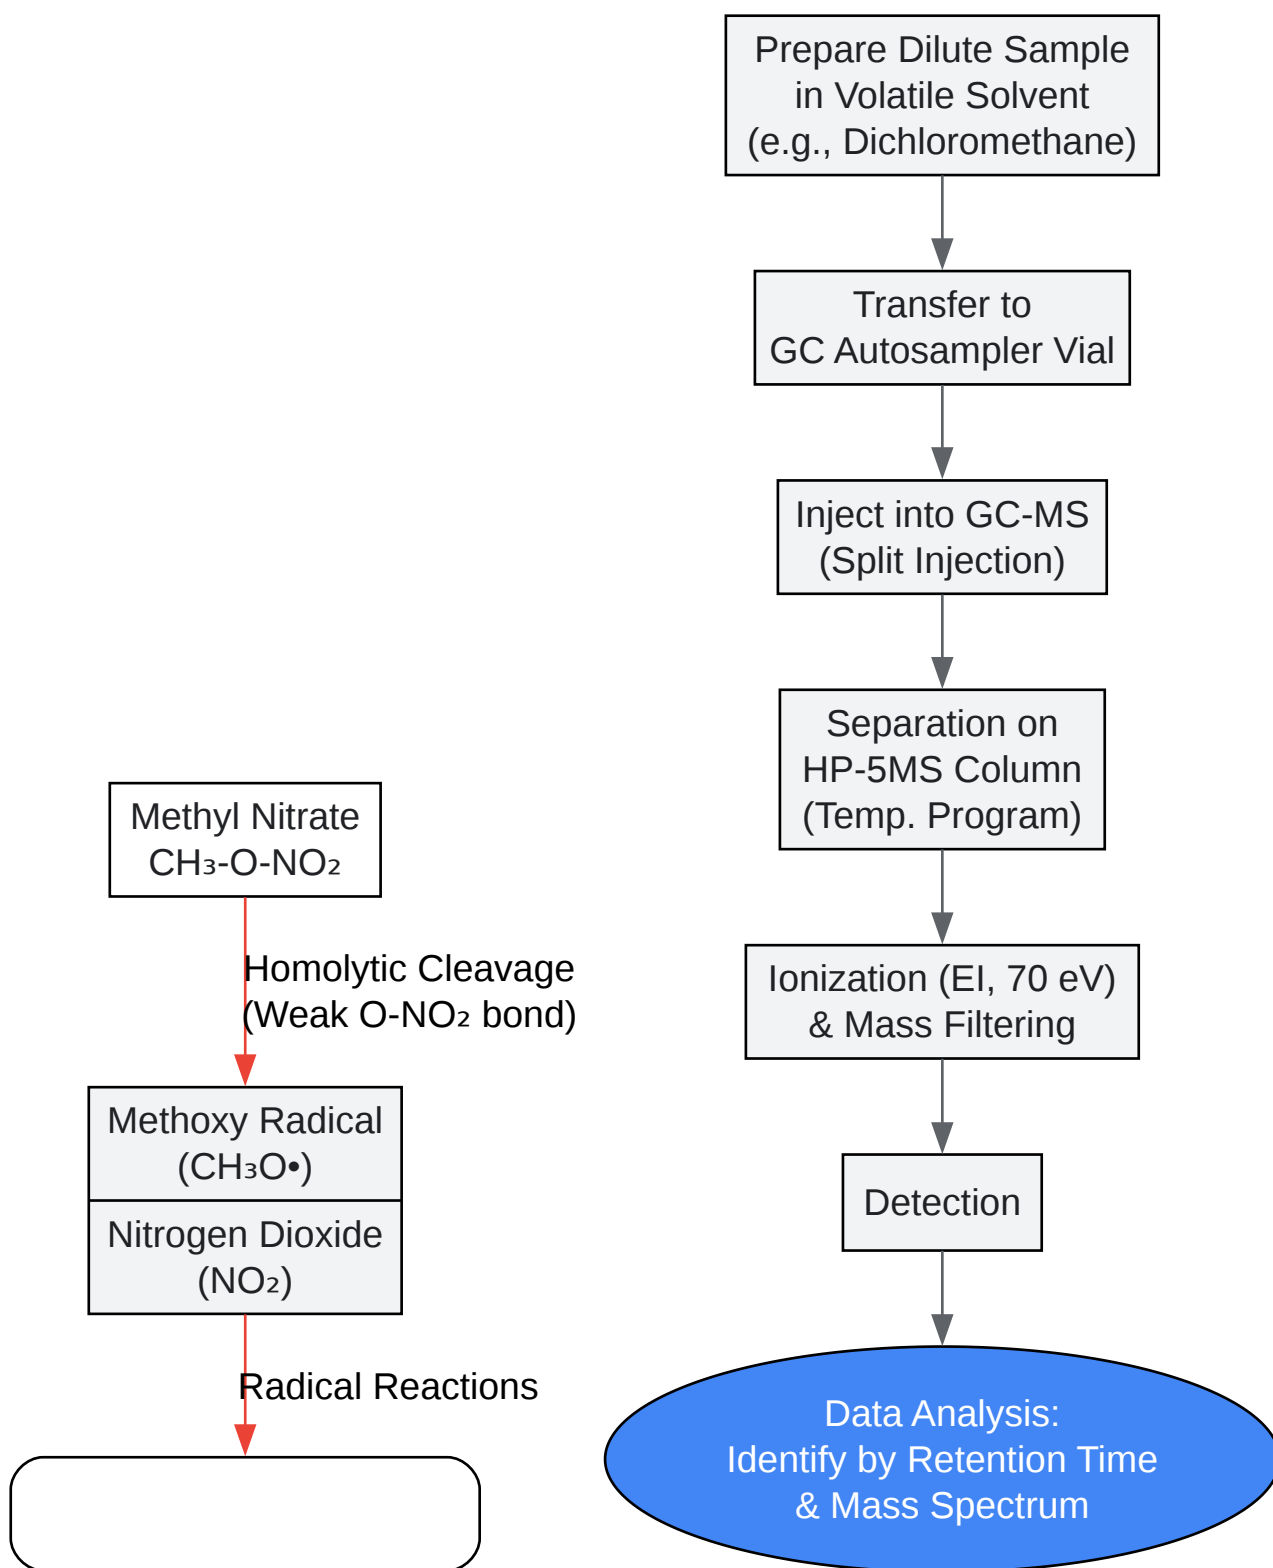 Prepare Dilute Sample
in Volatile Solvent
(e.g., Dichloromethane)
Transfer to
GC Autosampler Vial
Inject into GC-MS
(Split Injection)
Separation on
HP-5MS Column
(Temp. Program)
Ionization (EI, 70 eV)
& Mass Filtering
Detection
Data Analysis:
Identify by Retention Time
& Mass Spectrum
Methyl Nitrate
CH₃-O-NO₂
Homolytic Cleavage
(Weak O-NO₂ bond)
Methoxy Radical
(CH₃O•)
Nitrogen Dioxide
(NO₂)
Radical Reactions